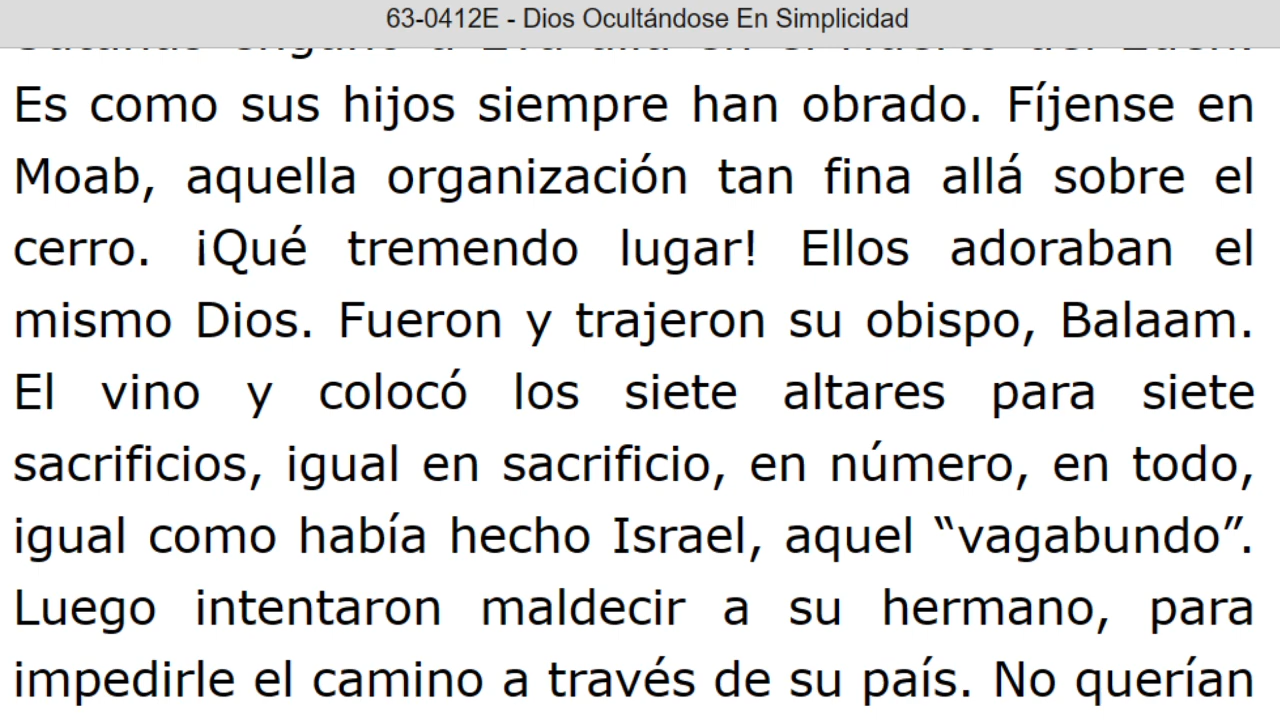 63-0412E - Dios Ocultándose En Simplicidad
Es como sus hijos siempre han obrado. Fíjense en
Moab, aquella organización tan fina allá sobre el
cerro. ¡Qué tremendo lugar! Ellos adoraban el
mismo Dios. Fueron y trajeron su obispo, Balaam.
El vino y colocó los siete altares para siete
sacrificios, igual en sacrificio, en número, en todo,
igual como había hecho Israel, aquel “vagabundo”.
Luego intentaron maldecir a su hermano, para
impedirle el camino a través de su país. No querían